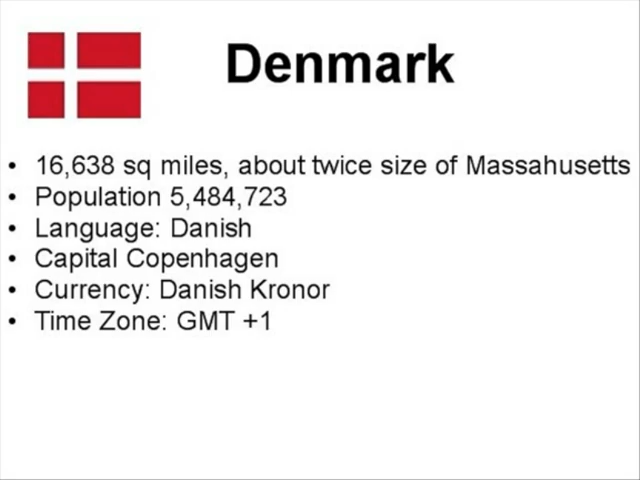 Denmark
• 16,638 sq miles, about twice size of Massahusetts
• Population 5,484,723
• Language: Danish
• Capital Copenhagen
• Currency: Danish Kronor
• Time Zone: GMT +1